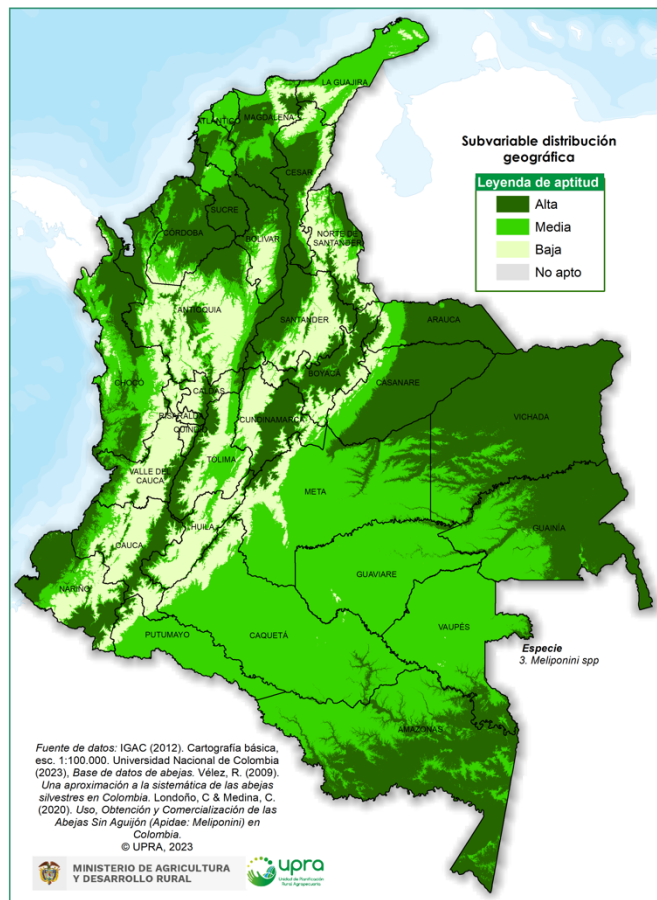 LA GUAJIRA
ATLÁNTICO
MAGDALENA
Subvariable distribución
geográfica
Leyenda de aptitud
Alta
Media
Baja
No apto
CESAR
SUCRE
CÓRDOBA
BOLÍVAR
NORTE DE
SANTANDER
ANTIOQUIA
SANTANDER
ARAUCA
BOYACÁ
CHOCÓ
CASANARE
CALDAS
VICHADA
RISARALDA
CUNDINAMARCA
QUINDÍO
TOLIMA
VALLE DEL
CAUCA
META
HUILA
GUAINÍA
CAUCA
GUAVIARE
NARIÑO
VAUPÉS
PUTUMAYO
CAQUETÁ
Especie
3. Meliponini spp
AMAZONAS
Fuente de datos: IGAC (2012). Cartografía básica,
esc. 1:100.000. Universidad Nacional de Colombia
(2023), Base de datos de abejas. Vélez, R. (2009).
Una aproximación a la sistemática de las abejas
silvestres en Colombia. Londoño, C & Medina, C.
(2020). Uso, Obtención y Comercialización de las
Abejas Sin Aguijón (Apidae: Meliponini) en
Colombia.
© UPRA, 2023
MINISTERIO DE AGRICULTURA
Y DESARROLLO RURAL
upra
Unidad de Planificación
Rural Agropecuaria